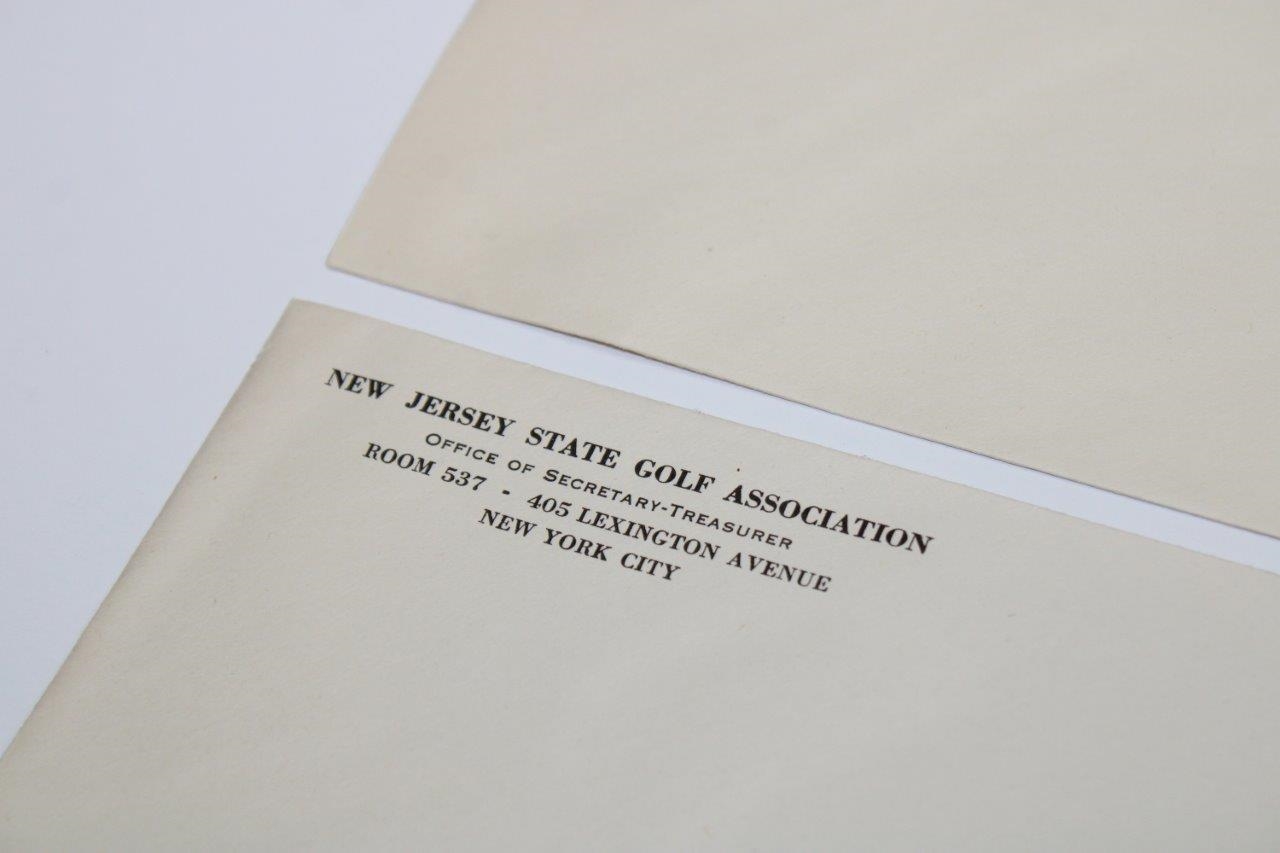 NEW JERSEY STATE GOLF ASSOCIATION
OFFICE OF SECRETARY-TREASURER
ROOM 537 - 405 LEXINGTON AVENUE
NEW YORK CITY